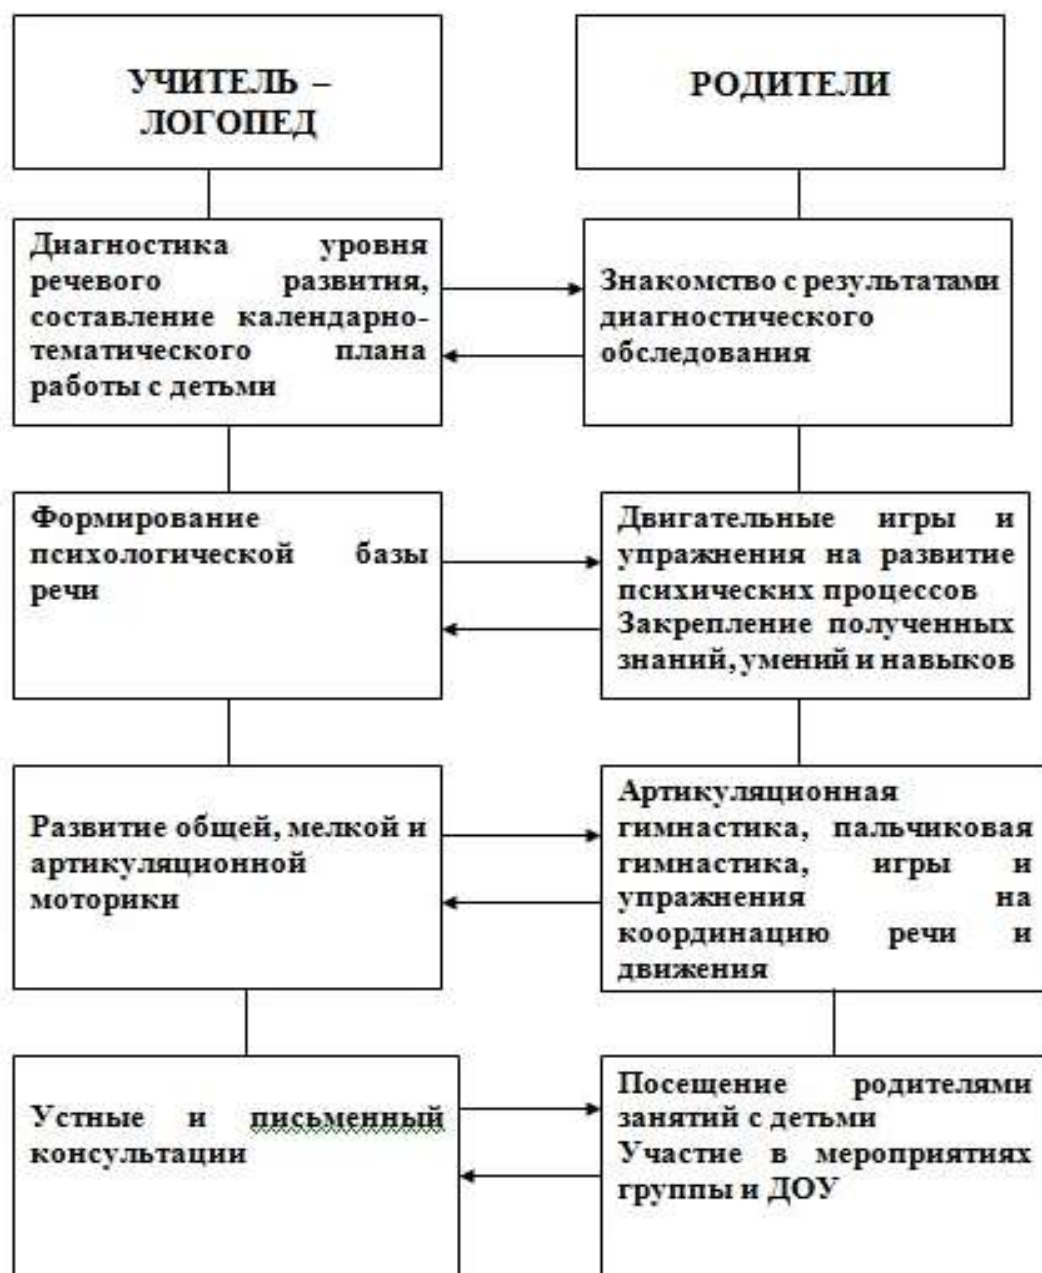 УЧИТЕЛЬ –
ЛОГОПЕД
РОДИТЕЛИ
Диагностика уровня
речевого развития,
составление календарно-
тематического плана
работы с детьми
Знакомство с результатами
диагностического
обследования
Формирование
психологической базы
речи
Двигательные игры и
упражнения на развитие
психических процессов
Закрепление полученных
знаний, умений и навыков
Развитие общей, мелкой и
артикуляционной
моторики
Артикуляционная
гимнастика, пальчиковая
гимнастика, игры и
упражнения на
координацию речи и
движения
Устные и письменный
консультации
Посещение родителями
занятий с детьми
Участие в мероприятиях
группы и ДОУ